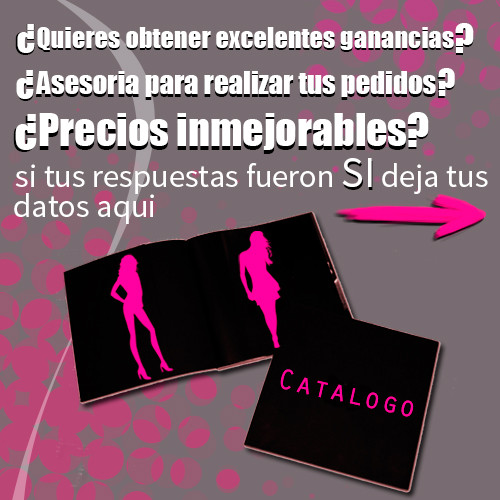 ¿Quieres obtener excelentes ganancias?
¿Asesoria para realizar tus pedidos?
¿Precios inmejorables?
si tus respuestas fueron SI deja tus
datos aqui
CATALOGO